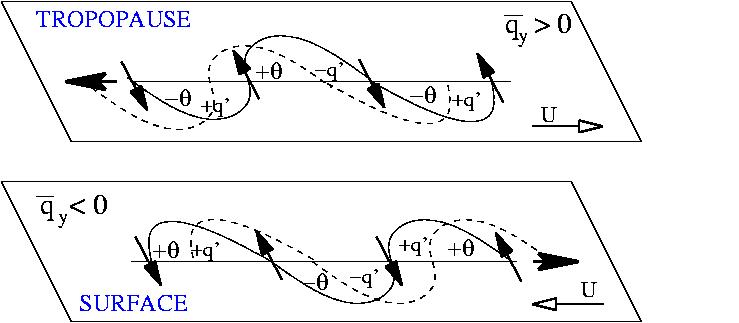 TROPOPAUSE
q̅y > 0
+θ
−q'
−θ
+q'
−θ
+q'
U
q̅y < 0
+θ
+q'
+q'
+θ
−θ
−q'
U
SURFACE